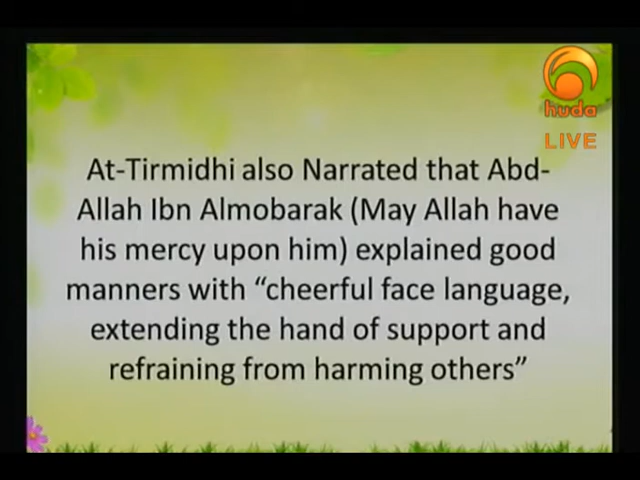 huda
LIVE
At-Tirmidhi also Narrated that Abd-
Allah Ibn Almobarak (May Allah have
his mercy upon him) explained good
manners with “cheerful face language,
extending the hand of support and
refraining from harming others”